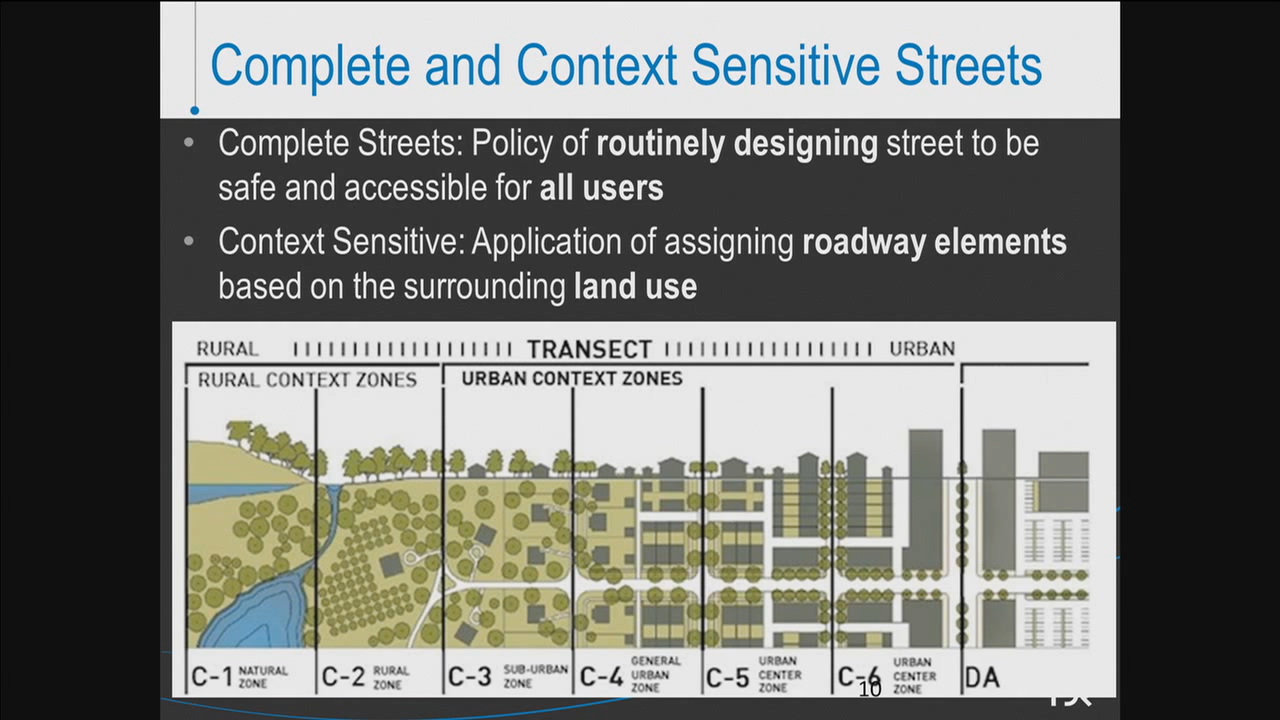 Complete and Context Sensitive Streets
• Complete Streets: Policy of routinely designing street to be
safe and accessible for all users
• Context Sensitive: Application of assigning roadway elements
based on the surrounding land use
RURAL TRANSECT URBAN
RURAL CONTEXT ZONES URBAN CONTEXT ZONES
C-1 NATURAL
ZONE
C-2 RURAL
ZONE
C-3 SUB-URBAN
ZONE
C-4 GENERAL
URBAN
ZONE
C-5 URBAN
CENTER
ZONE
C-6 URBAN
CENTER
ZONE
DA
10